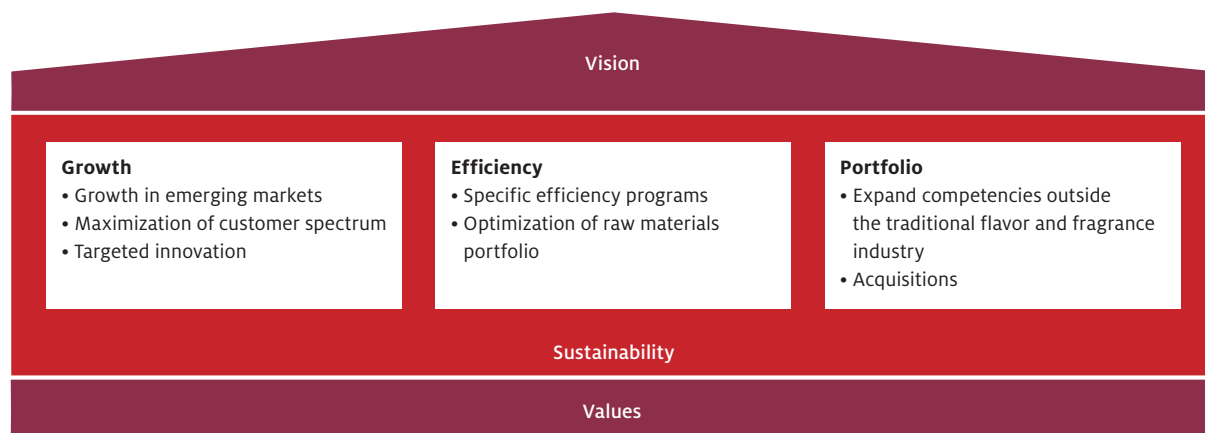 Vision
Growth
• Growth in emerging markets
• Maximization of customer spectrum
• Targeted innovation
Efficiency
• Specific efficiency programs
• Optimization of raw materials
portfolio
Portfolio
• Expand competencies outside
the traditional flavor and fragrance
industry
• Acquisitions
Sustainability
Values